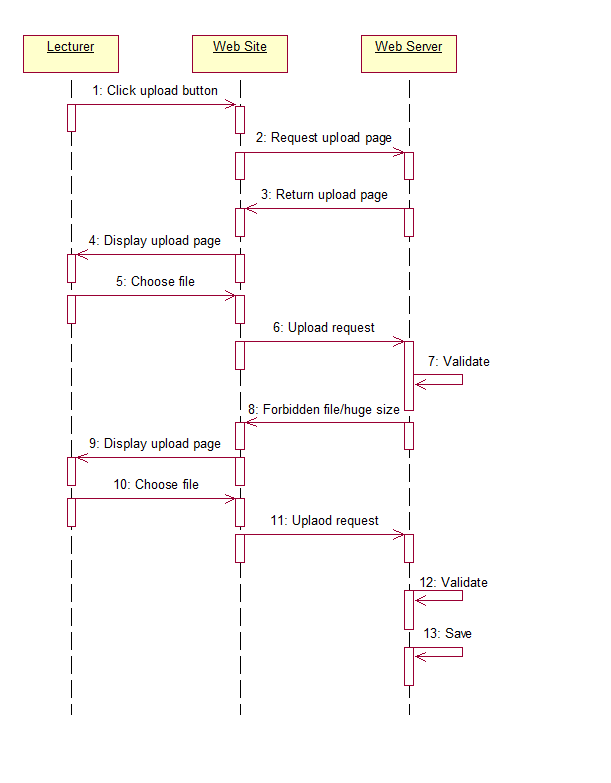 Lecturer
Web Site
Web Server
1: Click upload button
2: Request upload page
3: Return upload page
4: Display upload page
5: Choose file
6: Upload request
7: Validate
8: Forbidden file/huge size
9: Display upload page
10: Choose file
11: Uplaod request
12: Validate
13: Save